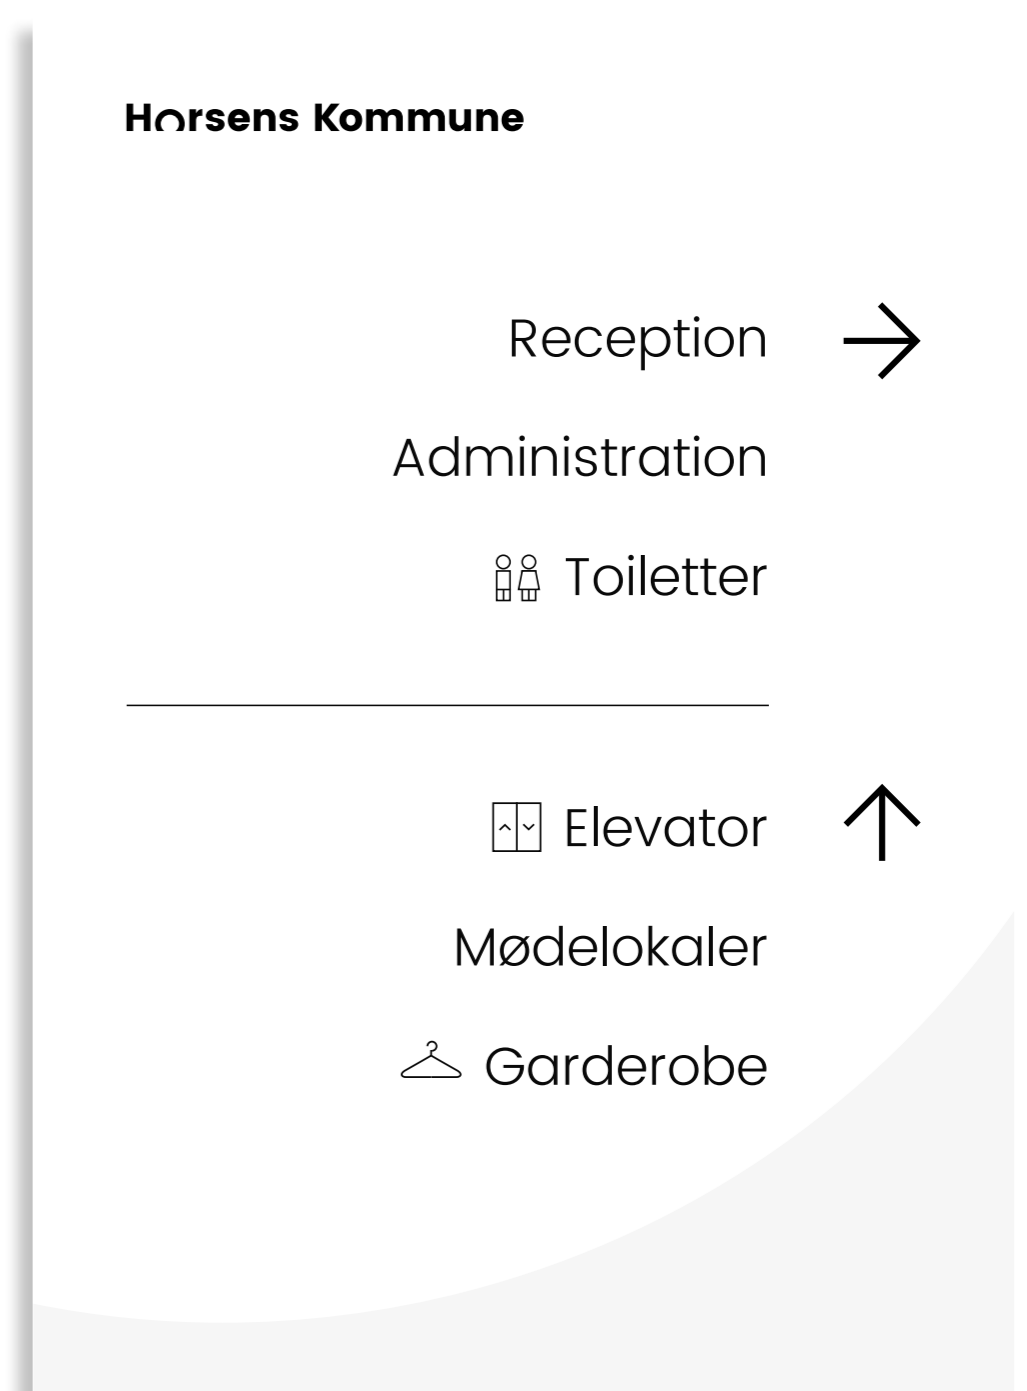 Horsens Kommune
Reception →
Administration
Toiletter
Elevator ↑
Mødelokaler
Garderobe